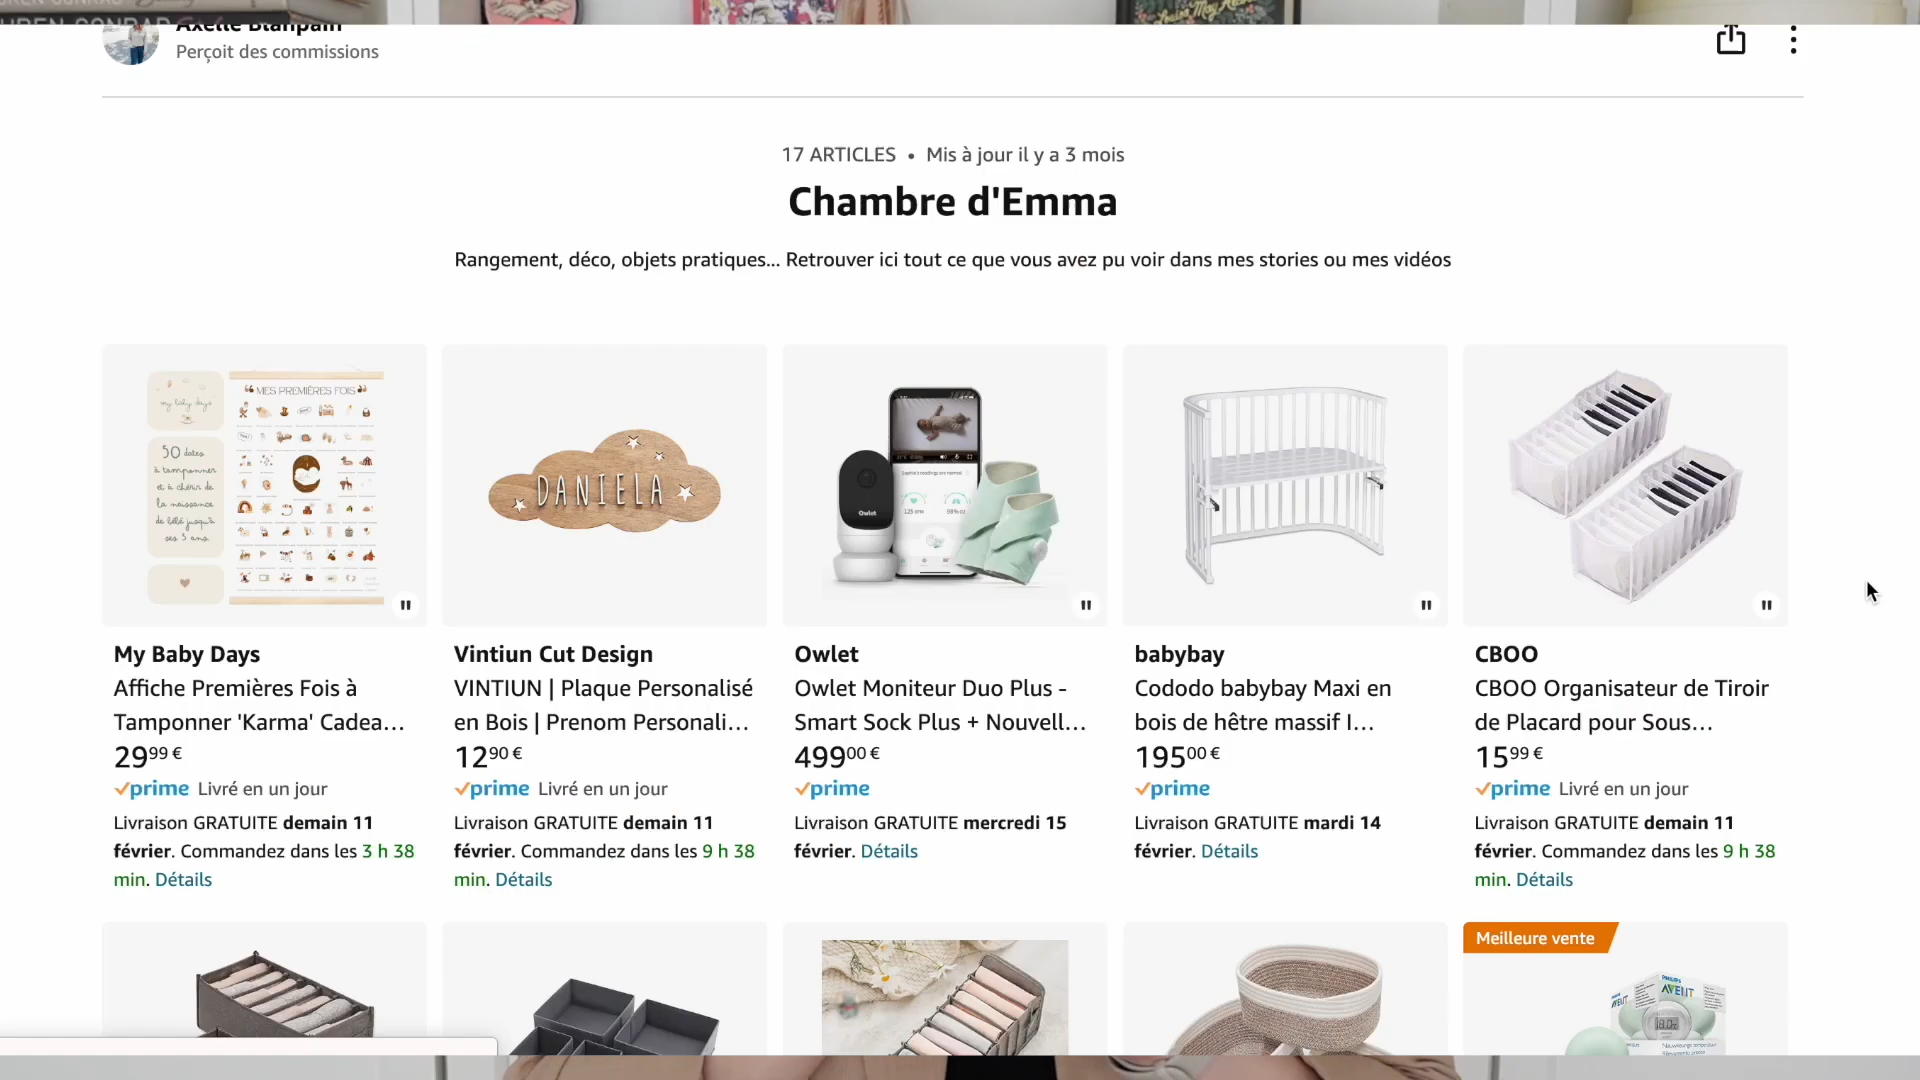 Perçoit des commissions
17 ARTICLES • Mis à jour il y a 3 mois
Chambre d'Emma
Rangement, déco, objets pratiques... Retrouver ici tout ce que vous avez pu voir dans mes stories ou mes vidéos
my baby days
50 dates
à tamponner
et à chérir de
la naissance
de bébé jusqu'à
ses 3 ans
MES PREMIÈRES FOIS
DANIELA
Owlet
My Baby Days
Affiche Premières Fois à
Tamponner 'Karma' Cadea...
29,99 €
prime Livré en un jour
Livraison GRATUITE demain 11
février. Commandez dans les 3 h 38
min. Détails
Vintiun Cut Design
VINTIUN | Plaque Personalisé
en Bois | Prenom Personali...
12,90 €
prime Livré en un jour
Livraison GRATUITE demain 11
février. Commandez dans les 9 h 38
min. Détails
Owlet
Owlet Moniteur Duo Plus -
Smart Sock Plus + Nouvell...
499,00 €
prime
Livraison GRATUITE mercredi 15
février. Détails
babybay
Cododo babybay Maxi en
bois de hêtre massif I...
195,00 €
prime
Livraison GRATUITE mardi 14
février. Détails
CBOO
CBOO Organisateur de Tiroir
de Placard pour Sous...
15,99 €
prime Livré en un jour
Livraison GRATUITE demain 11
février. Commandez dans les 9 h 38
min. Détails
Meilleure vente
PHILIPS
AVENT